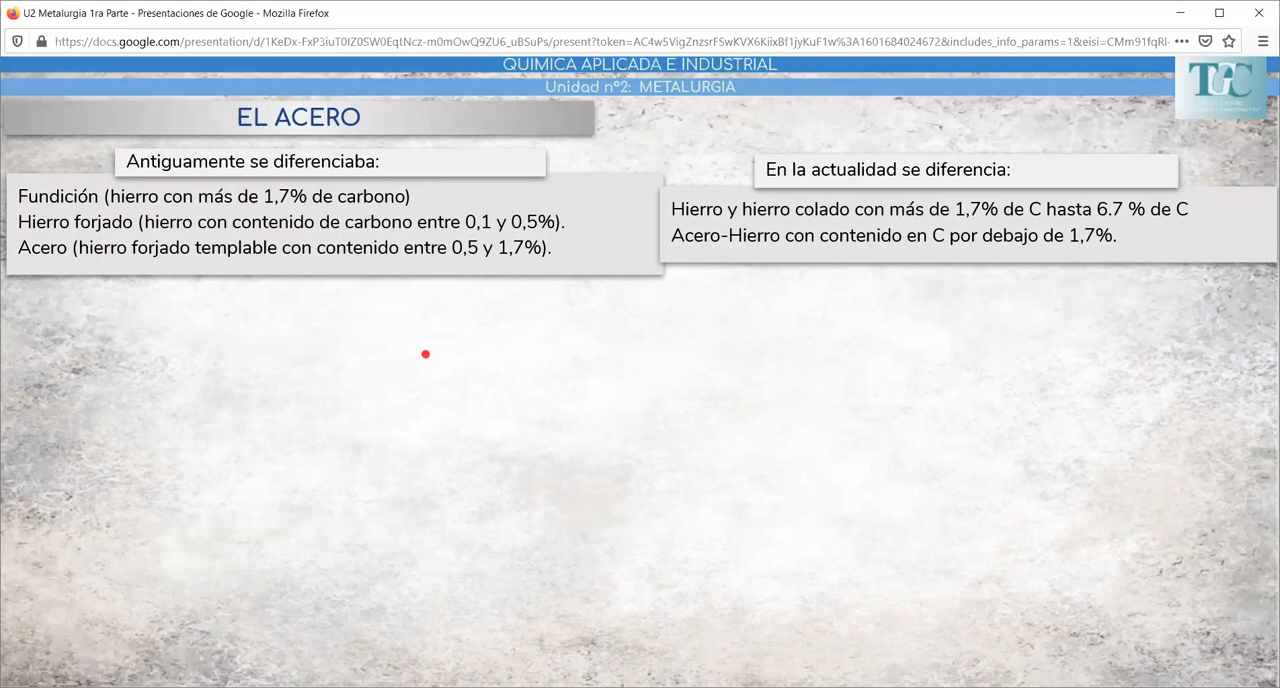 U2 Metalurgia 1ra Parte - Presentaciones de Google - Mozilla Firefox
https://docs.google.com/presentation/d/1KeDx-FxP3iuT0IZ0SW0EqtNcz-m0mOwQ9ZU6_uBSuPs/present?token=AC4w5VigZnzsrFSwKVX6KiixBf1jyKuF1w%3A1601684024672&includes_info_params=1&eisi=CMm91fqRl-
QUIMICA APLICADA E INDUSTRIAL
Unidad nº2: METALURGIA
TGC
EL ACERO
Antiguamente se diferenciaba:
Fundición (hierro con más de 1,7% de carbono)
Hierro forjado (hierro con contenido de carbono entre 0,1 y 0,5%).
Acero (hierro forjado templable con contenido entre 0,5 y 1,7%).
En la actualidad se diferencia:
Hierro y hierro colado con más de 1,7% de C hasta 6.7 % de C
Acero-Hierro con contenido en C por debajo de 1,7%.